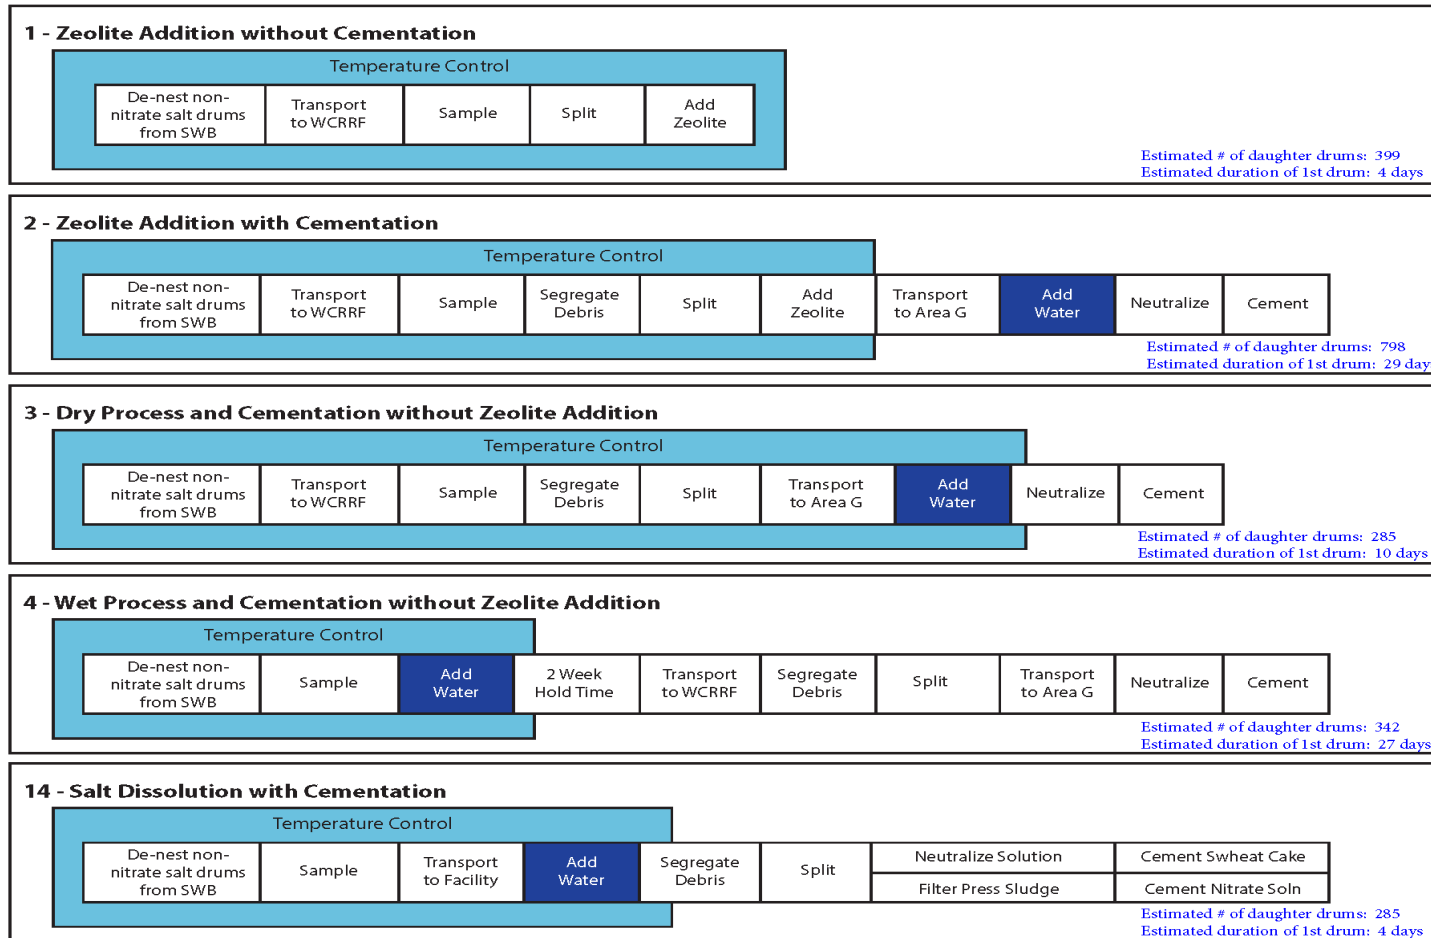 1 - Zeolite Addition without Cementation
Temperature Control
De-nest non-
nitrate salt drums
from SWB
Transport
to WCRRF
Sample
Split
Add
Zeolite
Estimated # of daughter drums: 399
Estimated duration of 1st drum: 4 days
2 - Zeolite Addition with Cementation
Temperature Control
De-nest non-
nitrate salt drums
from SWB
Transport
to WCRRF
Sample
Segregate
Debris
Split
Add
Zeolite
Transport
to Area G
Add
Water
Neutralize
Cement
Estimated # of daughter drums: 798
Estimated duration of 1st drum: 29 day
3 - Dry Process and Cementation without Zeolite Addition
Temperature Control
De-nest non-
nitrate salt drums
from SWB
Transport
to WCRRF
Sample
Segregate
Debris
Split
Transport
to Area G
Add
Water
Neutralize
Cement
Estimated # of daughter drums: 285
Estimated duration of 1st drum: 10 days
4 - Wet Process and Cementation without Zeolite Addition
Temperature Control
De-nest non-
nitrate salt drums
from SWB
Sample
Add
Water
2 Week
Hold Time
Transport
to WCRRF
Segregate
Debris
Split
Transport
to Area G
Neutralize
Cement
Estimated # of daughter drums: 342
Estimated duration of 1st drum: 27 days
14 - Salt Dissolution with Cementation
Temperature Control
De-nest non-
nitrate salt drums
from SWB
Sample
Transport
to Facility
Add
Water
Segregate
Debris
Split
Neutralize Solution
Cement Swheat Cake
Filter Press Sludge
Cement Nitrate Soln
Estimated # of daughter drums: 285
Estimated duration of 1st drum: 4 days